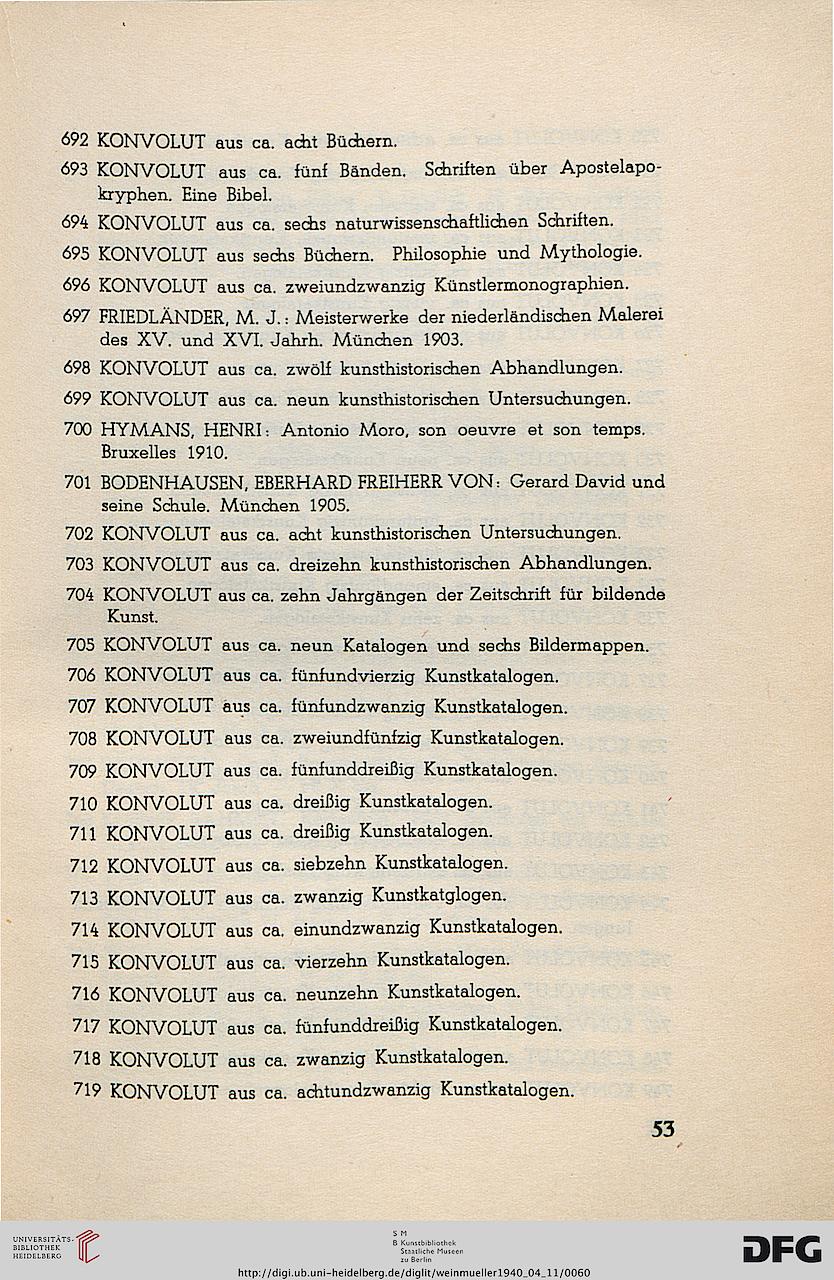 692 KONVOLUT aus ca. acht Büchern.
693 KONVOLUT aus ca. fünf Bänden. Schriften über Apostelapo-
kryphen. Eine Bibel.
694 KONVOLUT aus ca. sechs naturwissenschaftlichen Schriften.
695 KONVOLUT aus sechs Büchern. Philosophie und Mythologie.
696 KONVOLUT aus ca. zweiundzwanzig Künstlermonographien.
697 FRIEDLÄNDER, M. J.: Meisterwerke der niederländischen Malerei
des XV. und XVI. Jahrh. München 1903.
698 KONVOLUT aus ca. zwölf kunsthistorischen Abhandlungen.
699 KONVOLUT aus ca. neun kunsthistorischen Untersuchungen.
700 HYMANS, HENRI: Antonio Moro, son oeuvre et son temps.
Bruxelles 1910.
701 BODENHAUSEN, EBERHARD FREIHERR VON: Gerard David und
seine Schule. München 1905.
702 KONVOLUT aus ca. acht kunsthistorischen Untersuchungen.
703 KONVOLUT aus ca. dreizehn kunsthistorischen Abhandlungen.
704 KONVOLUT aus ca. zehn Jahrgängen der Zeitschrift für bildende
Kunst.
705 KONVOLUT aus ca. neun Katalogen und sechs Bildermappen.
706 KONVOLUT aus ca. fünfundvierzig Kunstkatalogen.
707 KONVOLUT aus ca. fünfundzwanzig Kunstkatalogen.
708 KONVOLUT aus ca. zweiundfünfzig Kunstkatalogen.
709 KONVOLUT aus ca. fünfunddreißig Kunstkatalogen.
710 KONVOLUT aus ca. dreißig Kunstkatalogen.
711 KONVOLUT aus ca. dreißig Kunstkatalogen.
712 KONVOLUT aus ca. siebzehn Kunstkatalogen.
713 KONVOLUT aus ca. zwanzig Kunstkatglogen.
714 KONVOLUT aus ca. einundzwanzig Kunstkatalogen.
715 KONVOLUT aus ca. vierzehn Kunstkatalogen.
716 KONVOLUT aus ca. neunzehn Kunstkatalogen.
717 KONVOLUT aus ca. fünfunddreißig Kunstkatalogen.
718 KONVOLUT aus ca. zwanzig Kunstkatalogen.
719 KONVOLUT aus ca. achtundzwanzig Kunstkatalogen.
53
UNIVERSITÄTS-
BIBLIOTHEK
HEIDELBERG
S M
B Kunstbibliothek
Staatliche Museen
zu Berlin
DFG
http://digi.ub.uni-heidelberg.de/diglit/weinmueller1940_04_11/0060